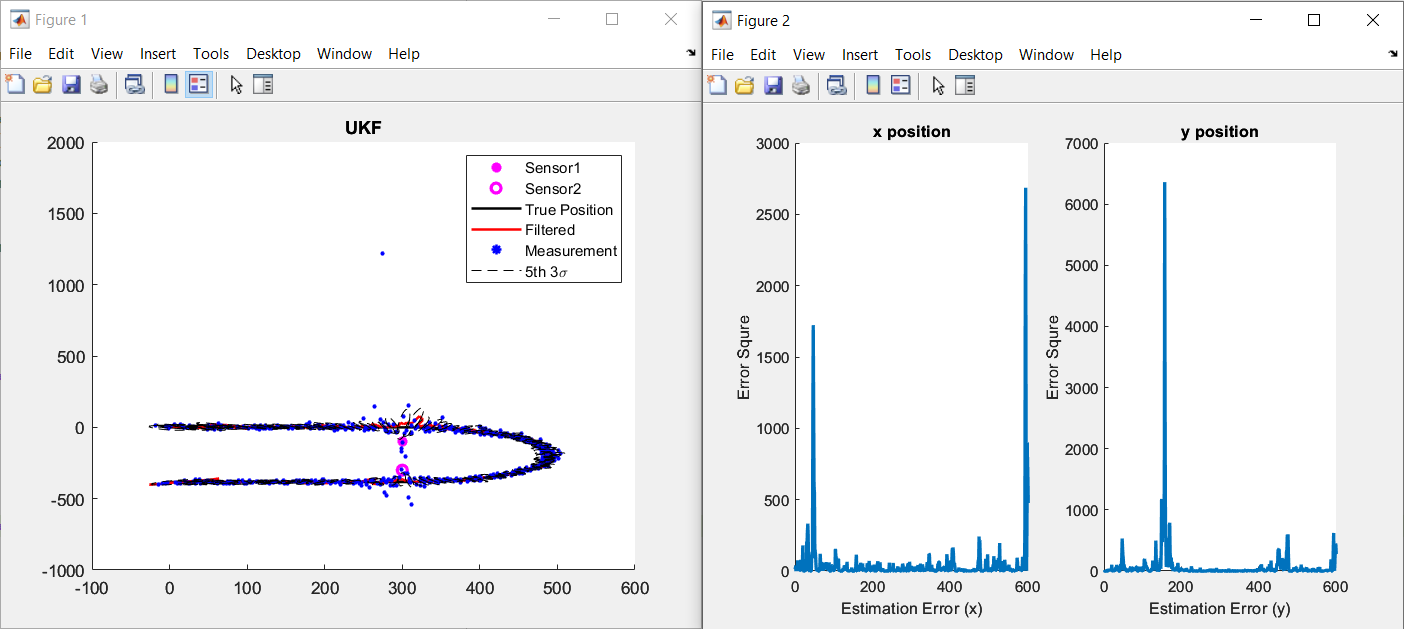 Figure 1
File Edit View Insert Tools Desktop Window Help
UKF
2000
1500
1000
500
0
-500
-1000
-100 0 100 200 300 400 500 600
Sensor1
Sensor2
True Position
Filtered
Measurement
5th 3σ
Figure 2
File Edit View Insert Tools Desktop Window Help
x position
Error Squre
3000
2500
2000
1500
1000
500
0
0 200 400 600
Estimation Error (x)
y position
Error Squre
7000
6000
5000
4000
3000
2000
1000
0
0 200 400 600
Estimation Error (y)